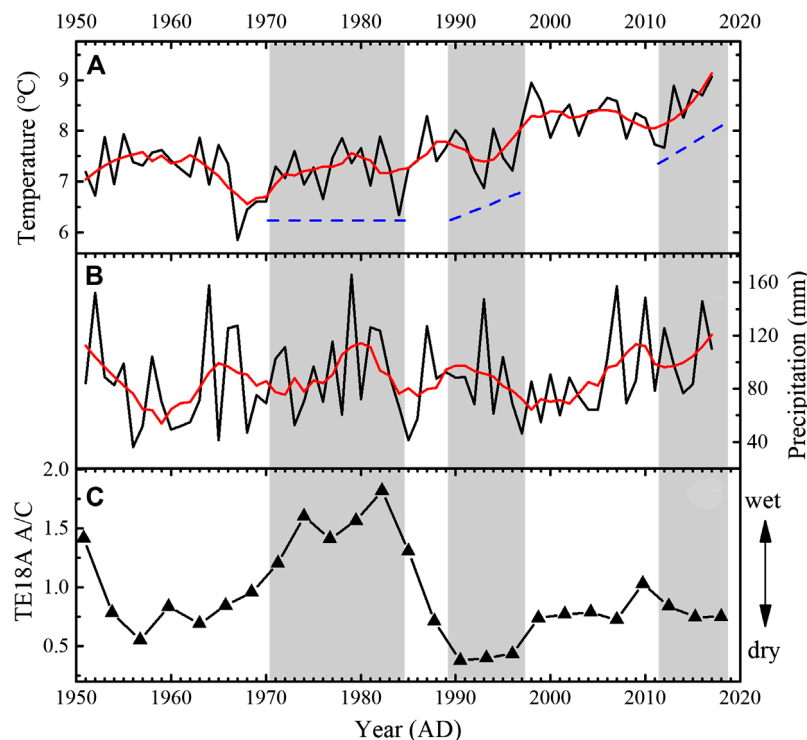 1950 1960 1970 1980 1990 2000 2010 2020
A
Temperature (℃)
9
8
7
6
B
Precipitation (mm)
160
120
80
40
C
TE18A A/C
2.0
1.5
1.0
0.5
wet
dry
1950 1960 1970 1980 1990 2000 2010 2020
Year (AD)